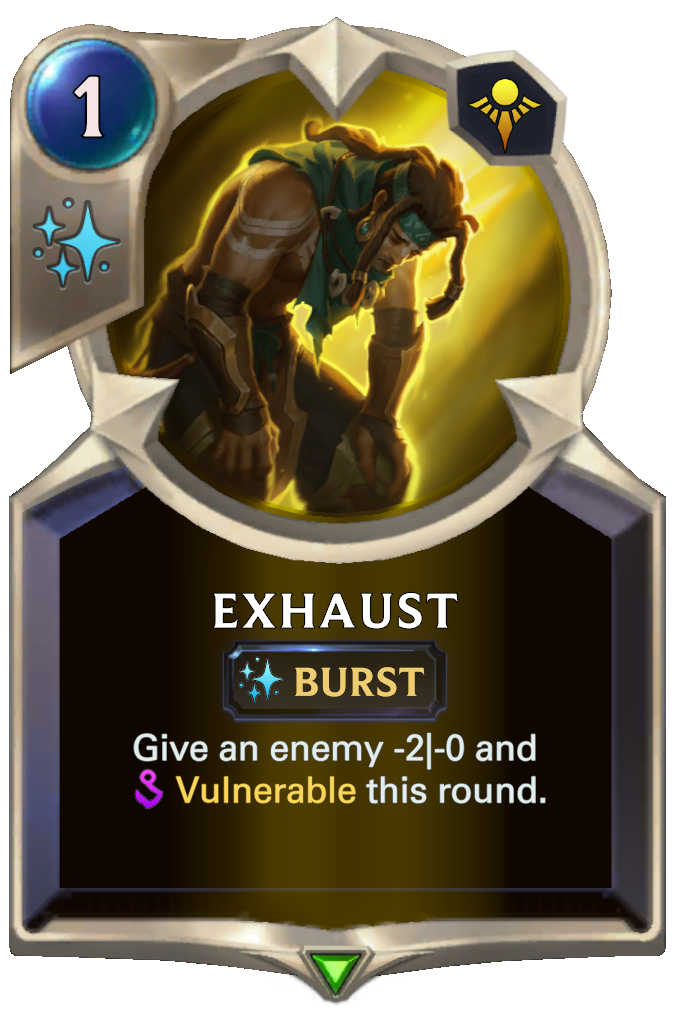 1
EXHAUST
BURST
Give an enemy -2|-0 and
Vulnerable this round.